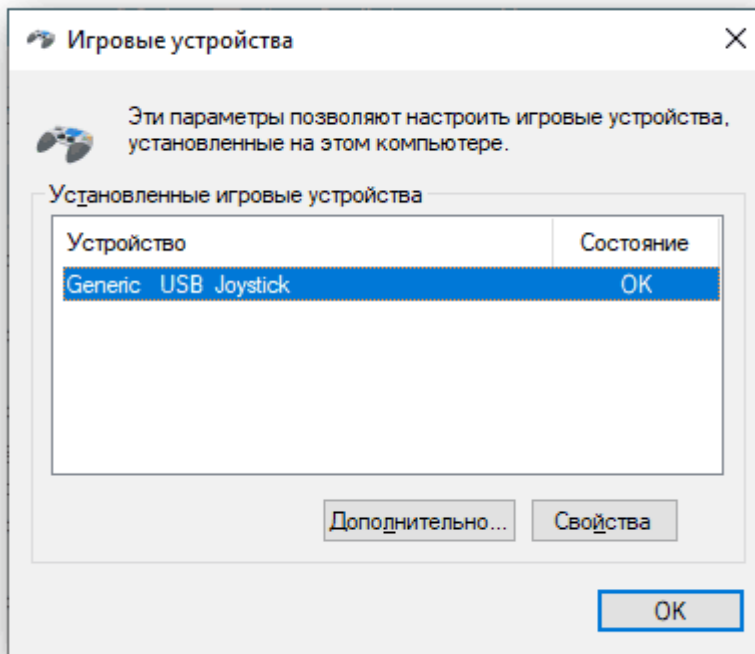 Игровые устройства
Эти параметры позволяют настроить игровые устройства,
установленные на этом компьютере.
Установленные игровые устройства
Устройство Состояние
Generic USB Joystick OK
Дополнительно... Свойства
OK